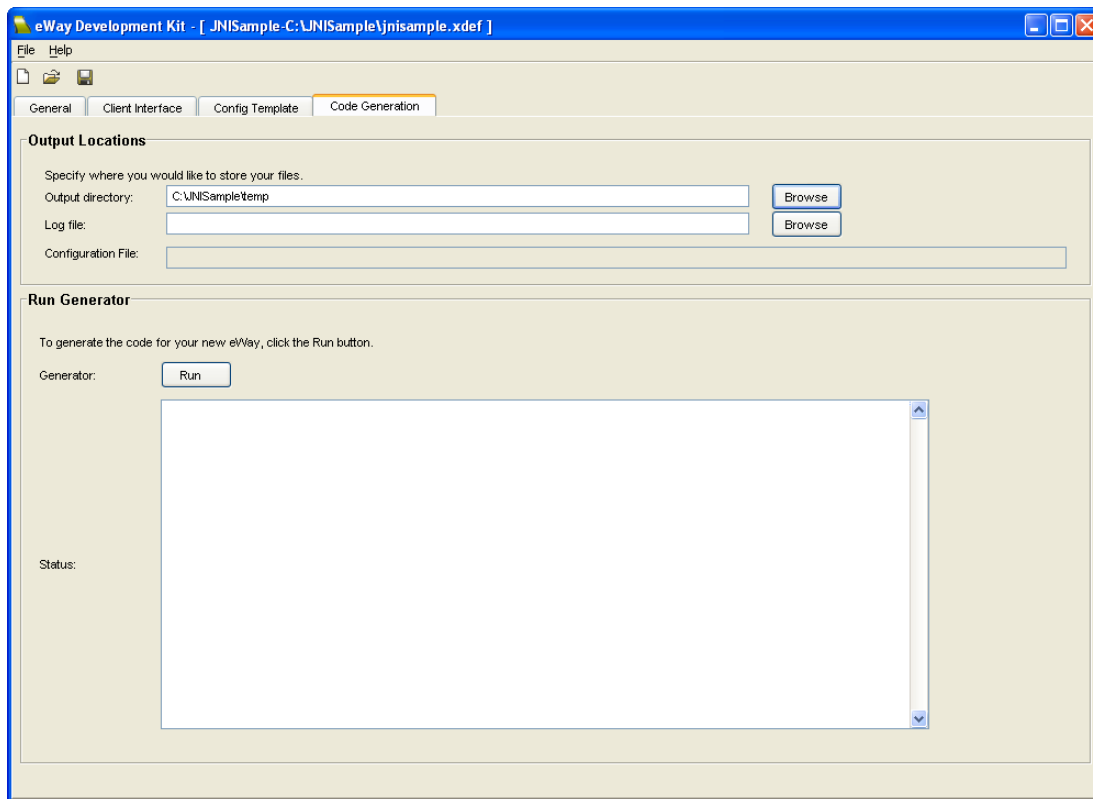 eWay Development Kit - [ JNISample-C:\JNISample\jnisample.xdef ]
File Help
General Client Interface Config Template Code Generation
Output Locations
Specify where you would like to store your files.
Output directory: C:\JNISample\temp Browse
Log file: Browse
Configuration File:
Run Generator
To generate the code for your new eWay, click the Run button.
Generator: Run
Status: